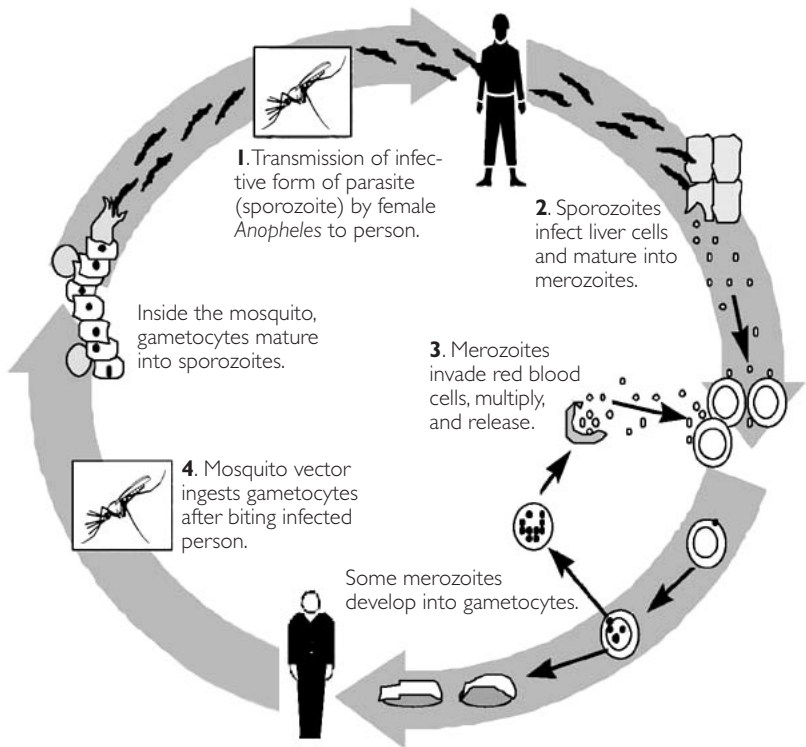 1. Transmission of infec-
tive form of parasite
(sporozoite) by female
Anopheles to person.
2. Sporozoites
infect liver cells
and mature into
merozoites.
Inside the mosquito,
gametocytes mature
into sporozoites.
3. Merozoites
invade red blood
cells, multiply,
and release.
4. Mosquito vector
ingests gametocytes
after biting infected
person.
Some merozoites
develop into gametocytes.